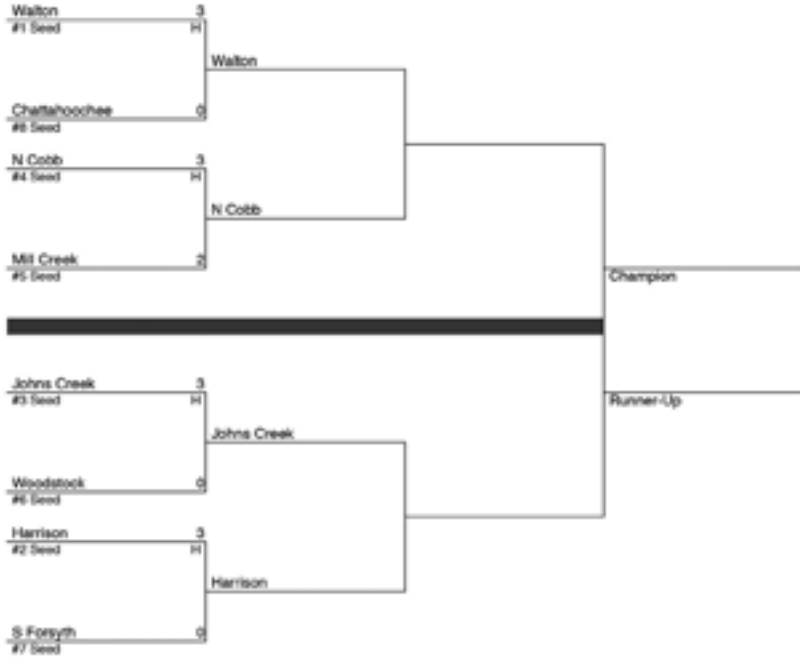 Walton 3
#1 Seed H
Walton
Chattahoochee 0
#8 Seed
N Cobb 3
#4 Seed H
N Cobb
Mill Creek 2
#5 Seed
Champion
Johns Creek 3
#3 Seed H
Runner-Up
Johns Creek
Woodstock 0
#6 Seed
Harrison 3
#2 Seed H
Harrison
S Forsyth 0
#7 Seed